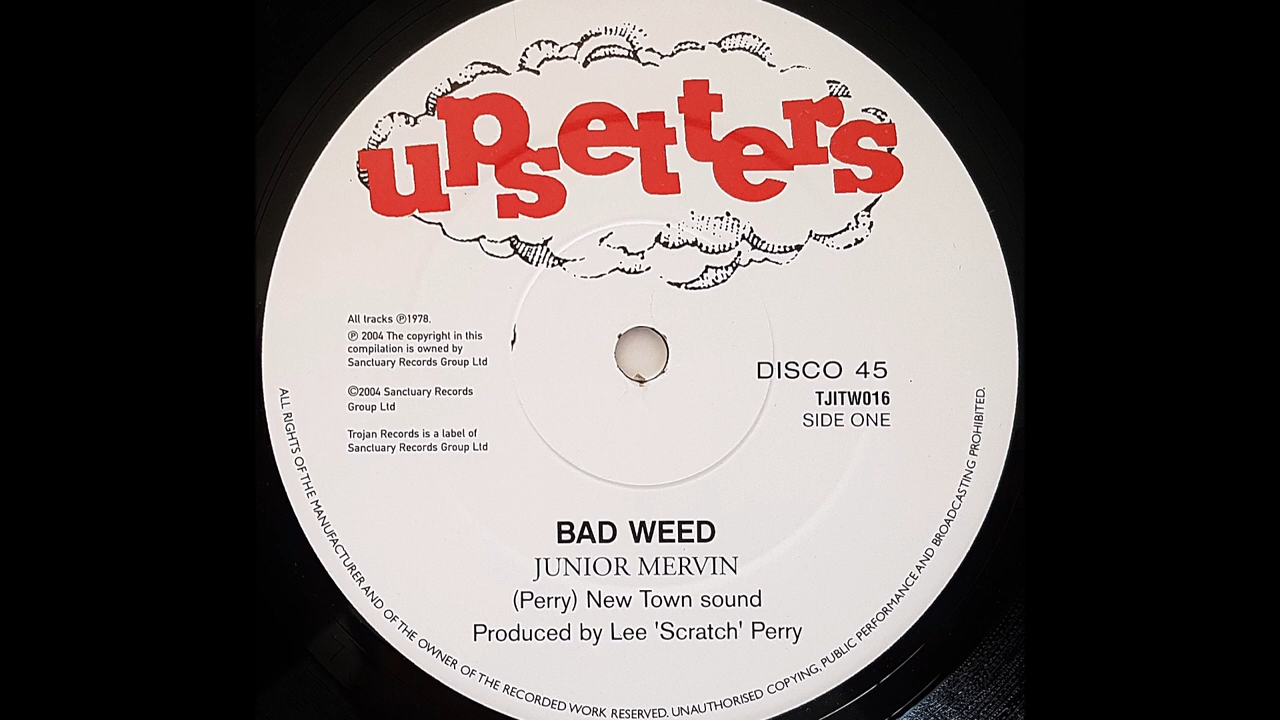 upsetters
All tracks ℗1978.
℗ 2004 The copyright in this
compilation is owned by
Sanctuary Records Group Ltd
©2004 Sanctuary Records
Group Ltd
Trojan Records is a label of
Sanctuary Records Group Ltd
DISCO 45
TJITW016
SIDE ONE
BAD WEED
JUNIOR MERVIN
(Perry) New Town sound
Produced by Lee 'Scratch' Perry
ALL RIGHTS OF THE MANUFACTURER AND OF THE OWNER OF THE RECORDED WORK RESERVED. UNAUTHORISED COPYING, PUBLIC PERFORMANCE AND BROADCASTING PROHIBITED.